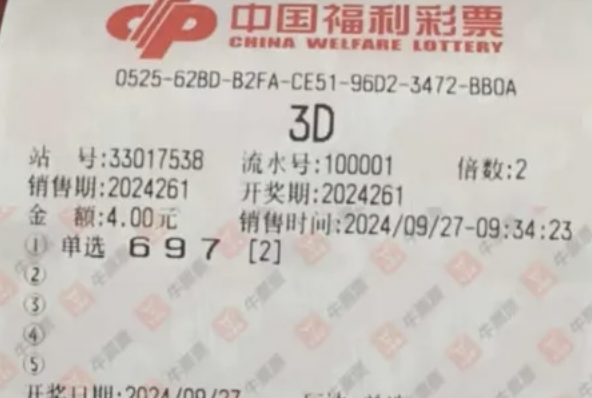 中国福利彩票
CHINA WELFARE LOTTERY
0525-62BD-B2FA-CE51-96D2-3472-BB0A
3D
站 号:33017538 流水号:100001 倍数:2
销售期:2024261 开奖期:2024261
金 额:4.00元 销售时间:2024/09/27-09:34:23
① 单选 6 9 7 [2]
②
③
④
⑤
开奖日期:2024/09/27